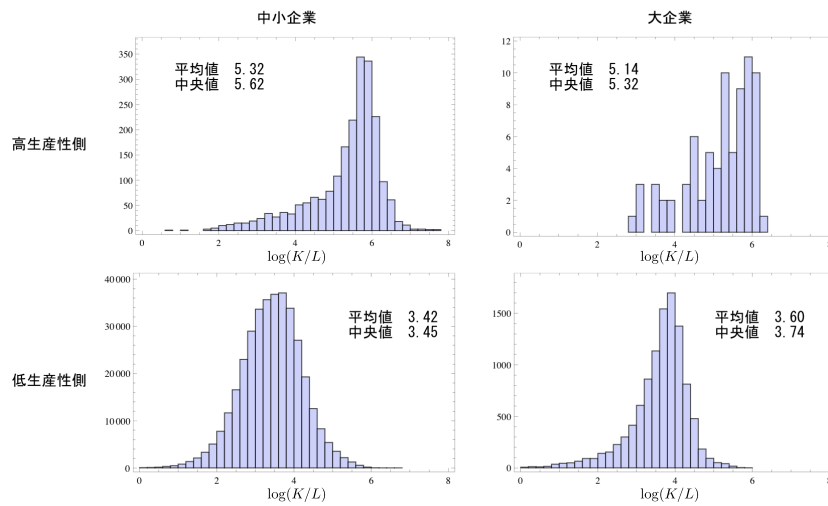 中小企業
大企業
高生産性側
平均値 5.32
中央値 5.62
350
300
250
200
150
100
50
0
0 2 4 6 8
log(K/L)
平均値 5.14
中央値 5.32
12
10
8
6
4
2
0
0 2 4 6 8
log(K/L)
低生産性側
平均値 3.42
中央値 3.45
40000
30000
20000
10000
0
0 2 4 6 8
log(K/L)
平均値 3.60
中央値 3.74
1500
1000
500
0
0 2 4 6 8
log(K/L)